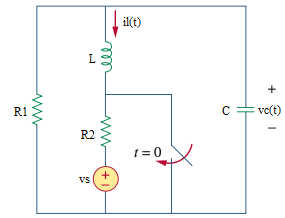 il(t)
L
+
R1
C
vc(t)
R2
−
t = 0
vs
+
−